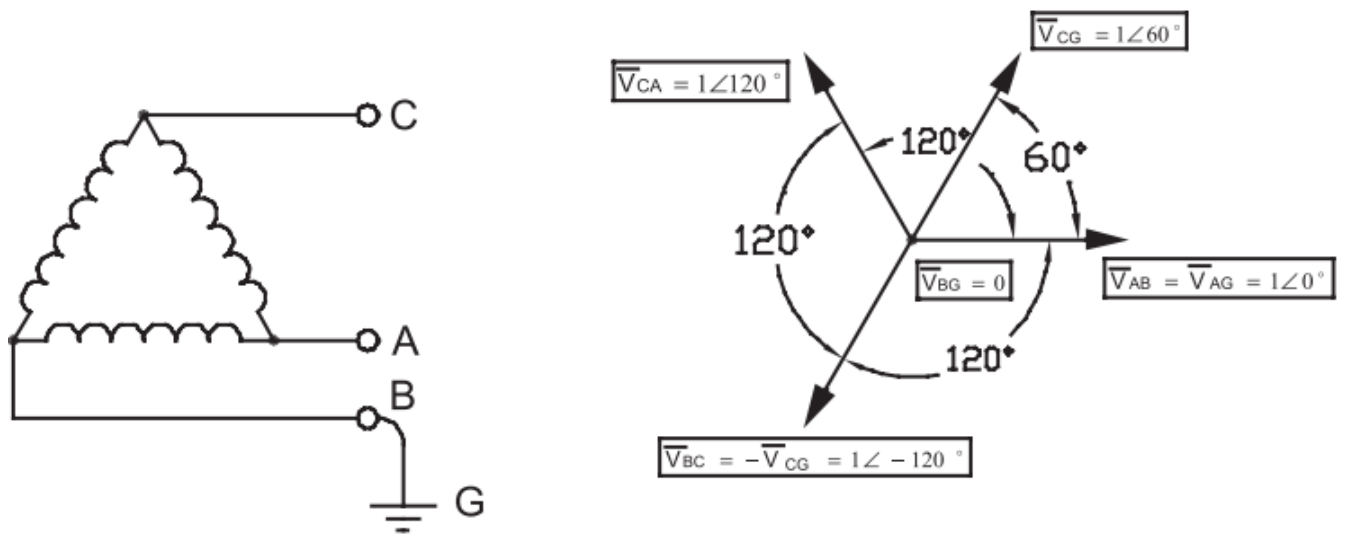 C
A
B
G
V̅CG = 1∠60°
V̅CA = 1∠120°
120°
60°
120°
V̅BG = 0
V̅AB = V̅AG = 1∠0°
120°
V̅BC = −V̅CG = 1∠−120°